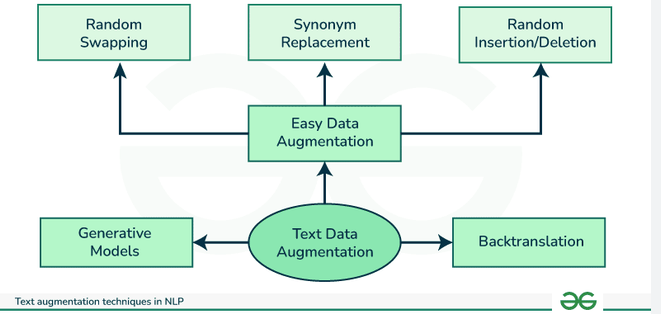 Random
Swapping
Synonym
Replacement
Random
Insertion/Deletion
Easy Data
Augmentation
Generative
Models
Text Data
Augmentation
Backtranslation
Text augmentation techniques in NLP